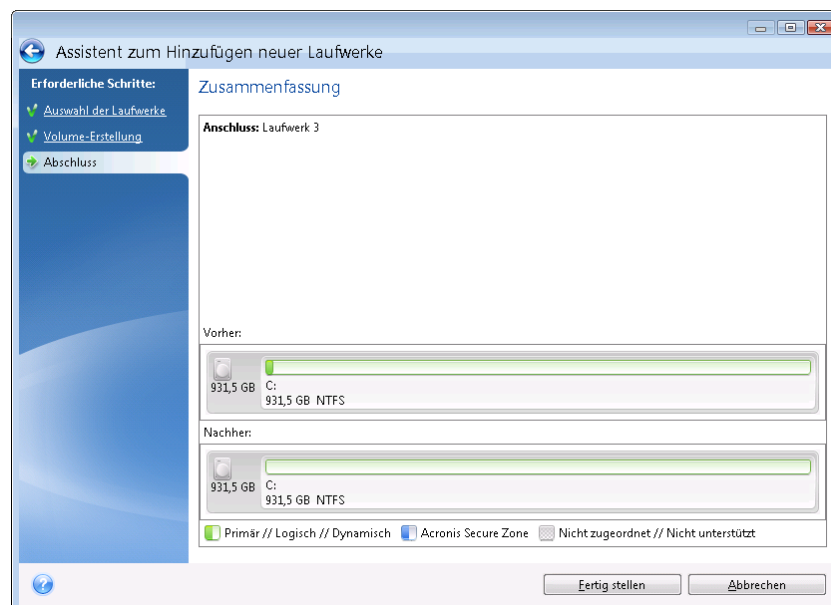 Assistent zum Hinzufügen neuer Laufwerke
Erforderliche Schritte:
Auswahl der Laufwerke
Volume-Erstellung
Abschluss
Zusammenfassung
Anschluss: Laufwerk 3
Vorher:
931,5 GB
C:
931,5 GB NTFS
Nachher:
931,5 GB
C:
931,5 GB NTFS
Primär // Logisch // Dynamisch Acronis Secure Zone Nicht zugeordnet // Nicht unterstützt
? Fertig stellen Abbrechen